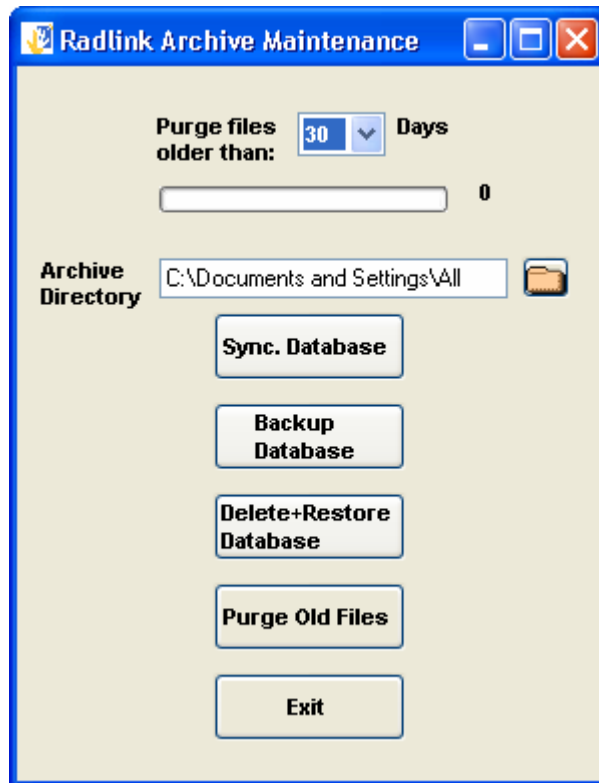 Radlink Archive Maintenance
Purge files
older than:
30
Days
0
Archive
Directory
C:\Documents and Settings\All
Sync. Database
Backup
Database
Delete+Restore
Database
Purge Old Files
Exit